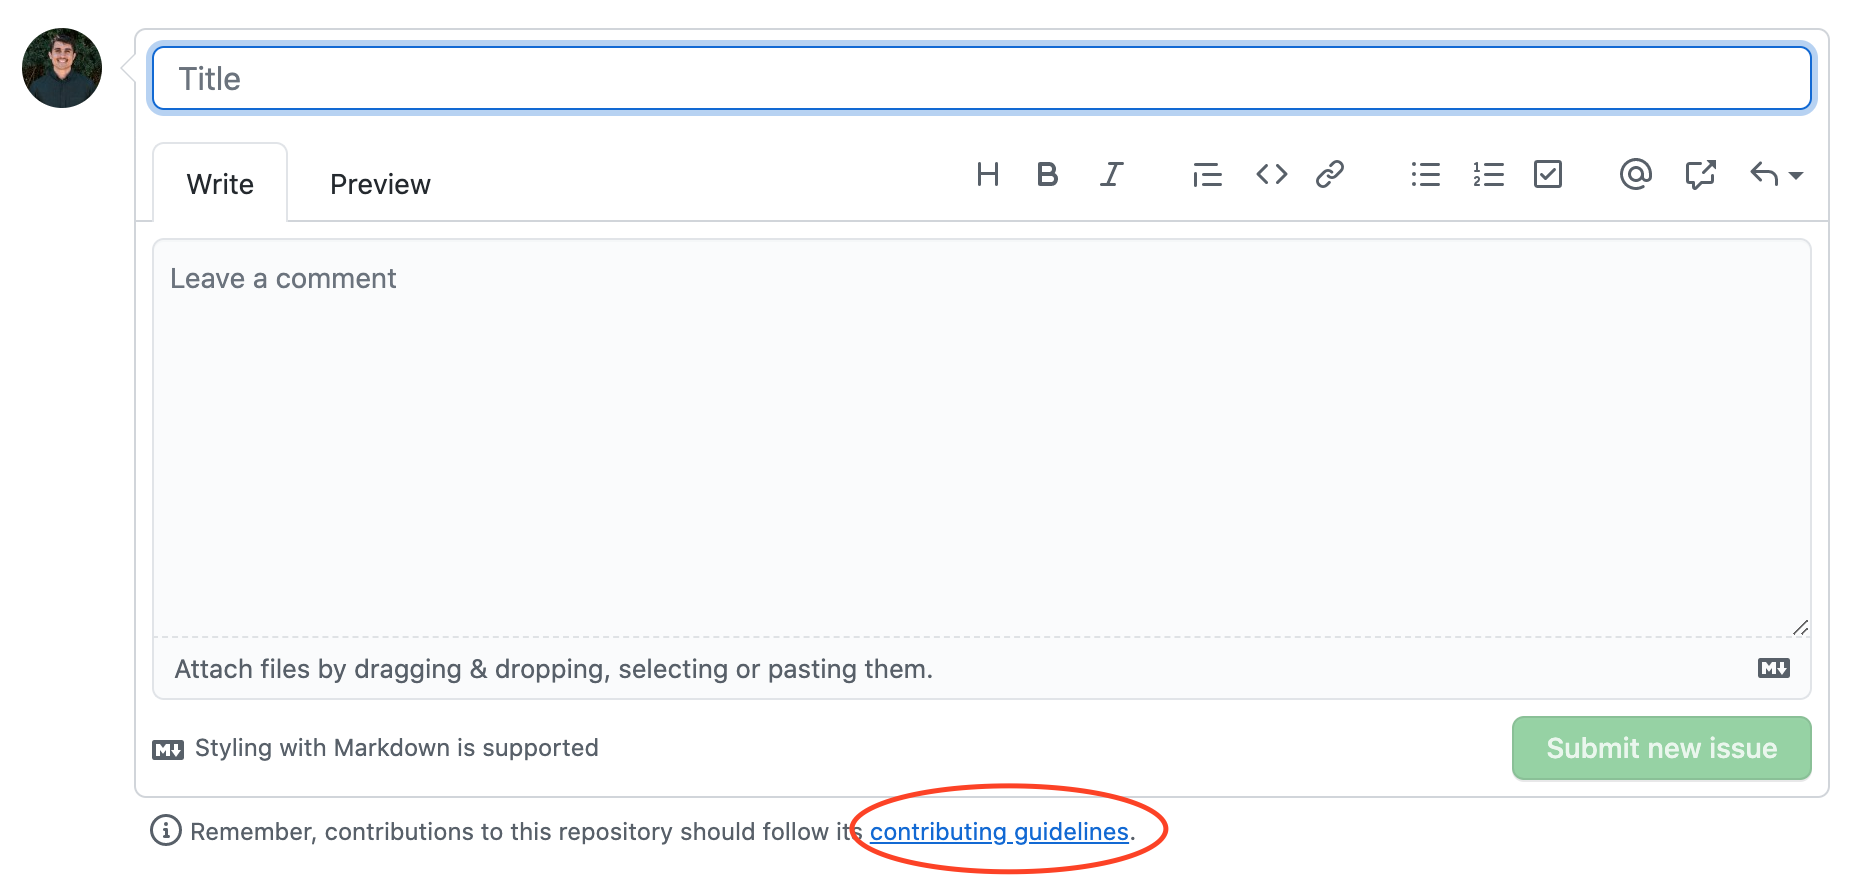 Title
Write Preview
Leave a comment
Attach files by dragging & dropping, selecting or pasting them.
Styling with Markdown is supported
Submit new issue
Remember, contributions to this repository should follow its contributing guidelines.